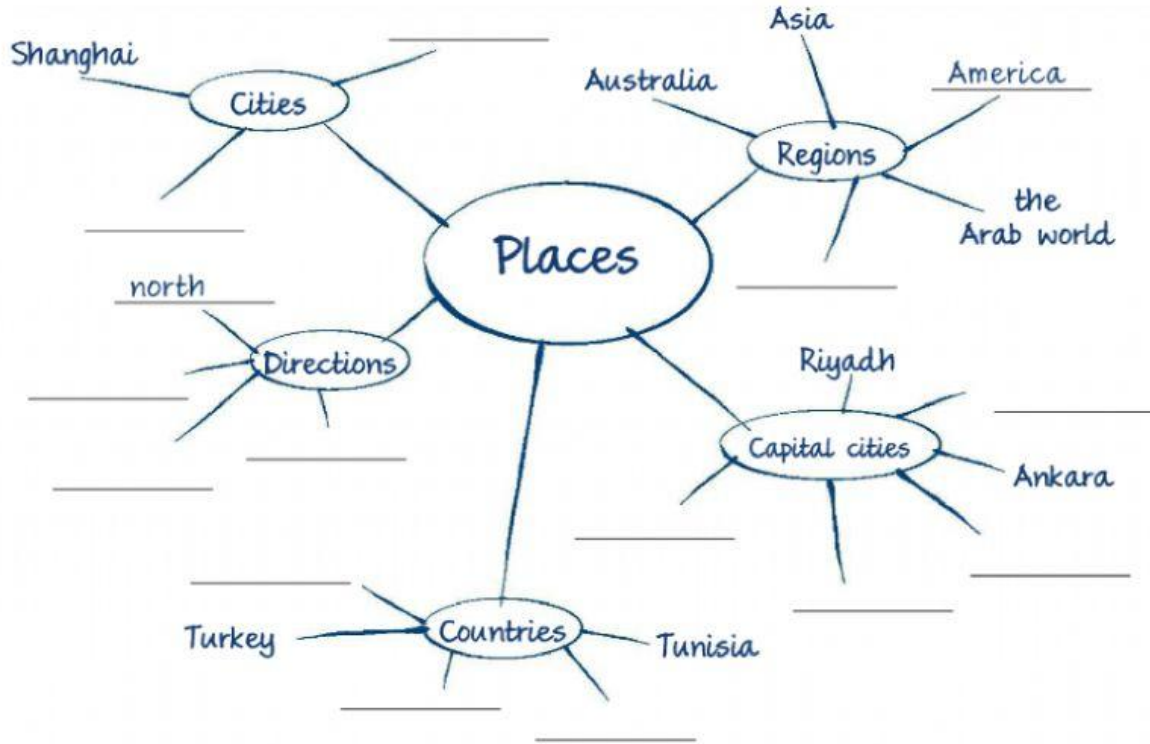 Asia
Shanghai
America
Australia
Cities
Regions
the
Arab world
Places
north
Directions
Riyadh
Capital cities
Ankara
Turkey
Countries
Tunisia